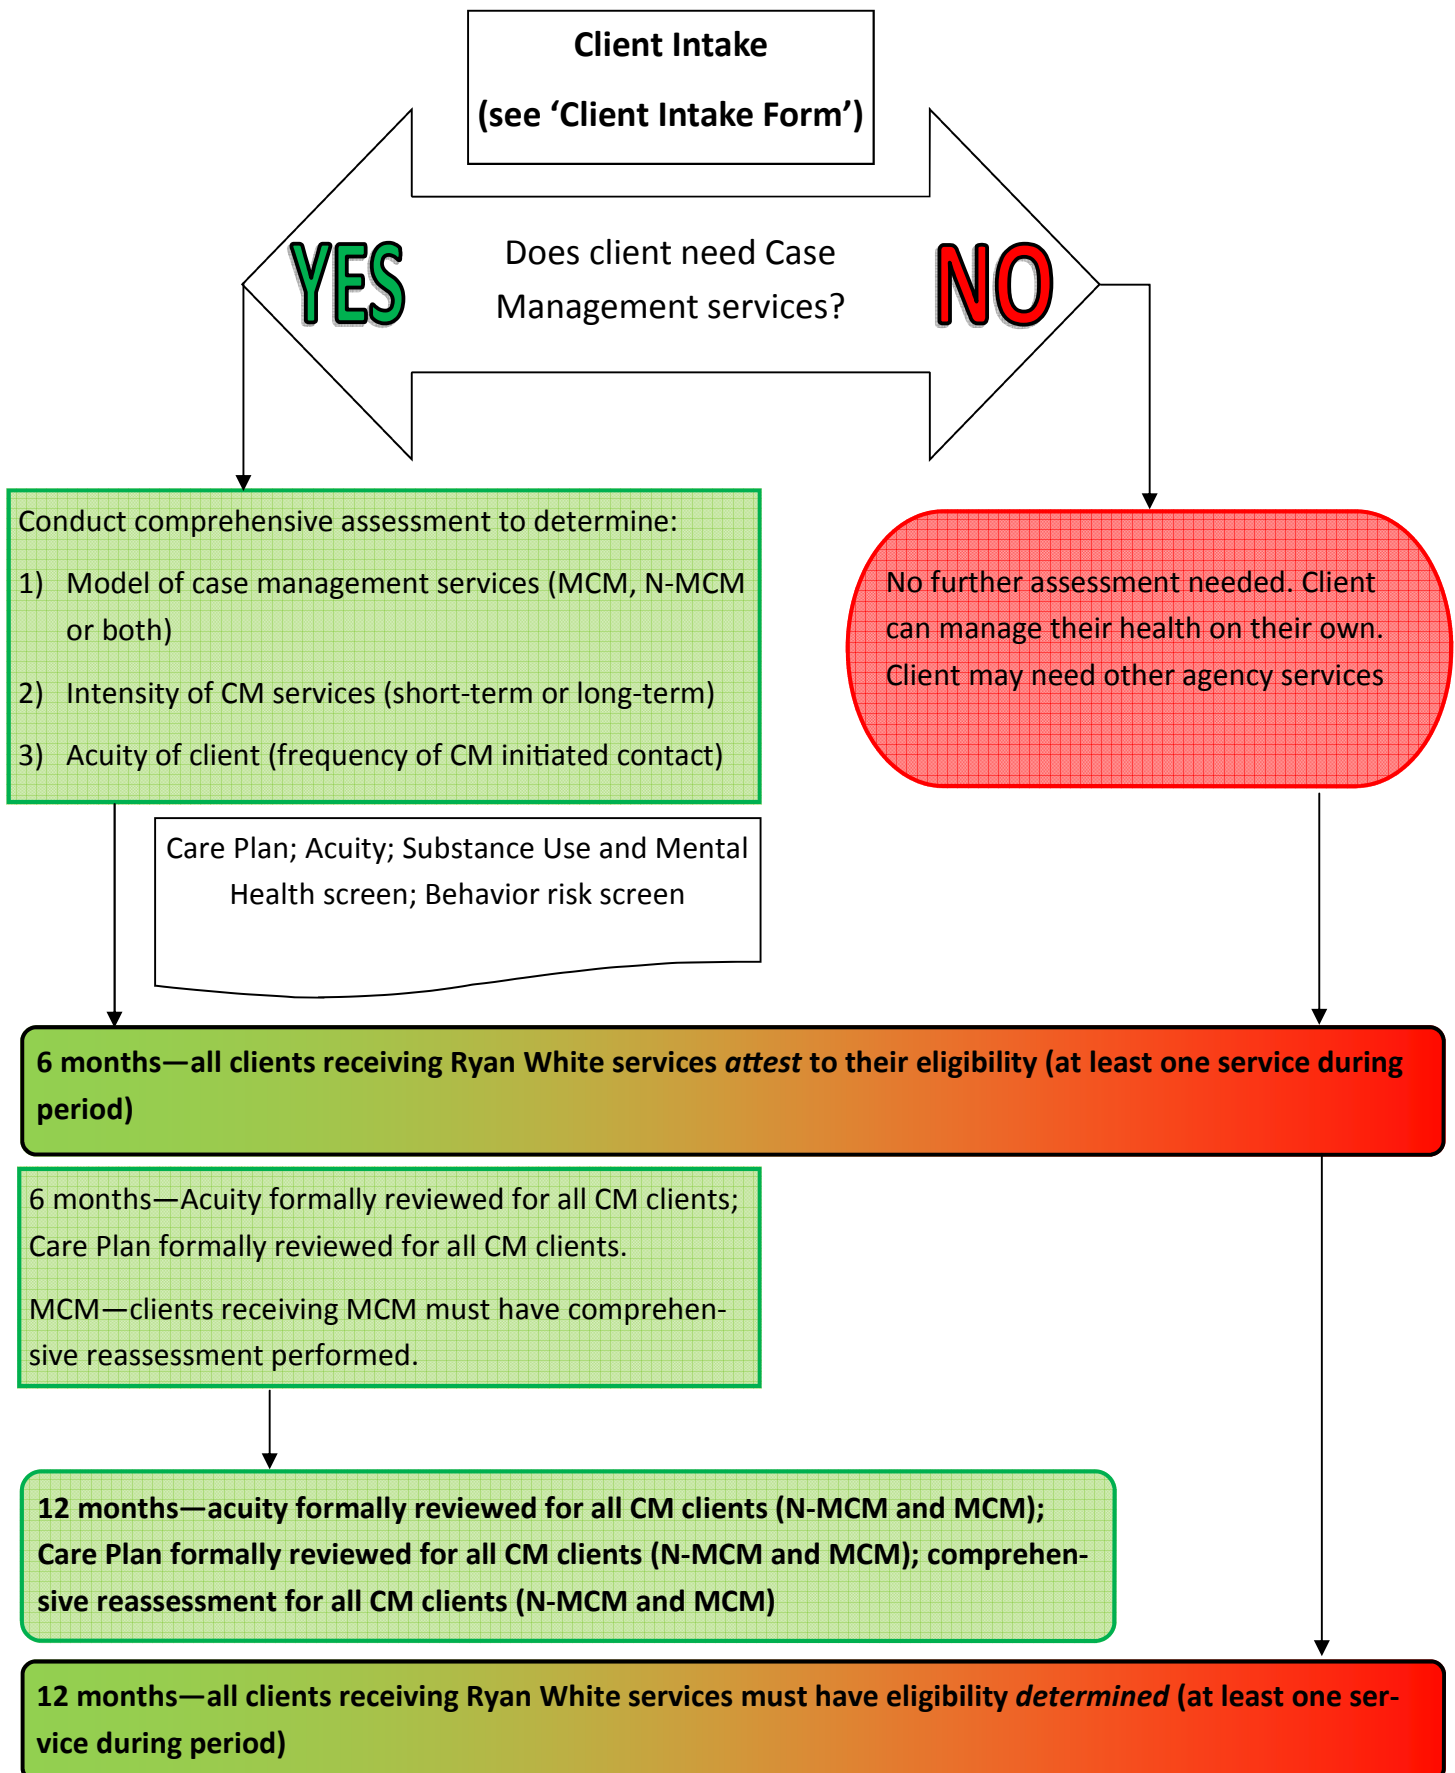 Client Intake
(see ‘Client Intake Form’)
YES
Does client need Case
Management services?
NO
Conduct comprehensive assessment to determine:
1) Model of case management services (MCM, N-MCM
or both)
2) Intensity of CM services (short-term or long-term)
3) Acuity of client (frequency of CM initiated contact)
No further assessment needed. Client
can manage their health on their own.
Client may need other agency services
Care Plan; Acuity; Substance Use and Mental
Health screen; Behavior risk screen
6 months—all clients receiving Ryan White services attest to their eligibility (at least one service during
period)
6 months—Acuity formally reviewed for all CM clients;
Care Plan formally reviewed for all CM clients.
MCM—clients receiving MCM must have comprehen-
sive reassessment performed.
12 months—acuity formally reviewed for all CM clients (N-MCM and MCM);
Care Plan formally reviewed for all CM clients (N-MCM and MCM); comprehen-
sive reassessment for all CM clients (N-MCM and MCM)
12 months—all clients receiving Ryan White services must have eligibility determined (at least one ser-
vice during period)